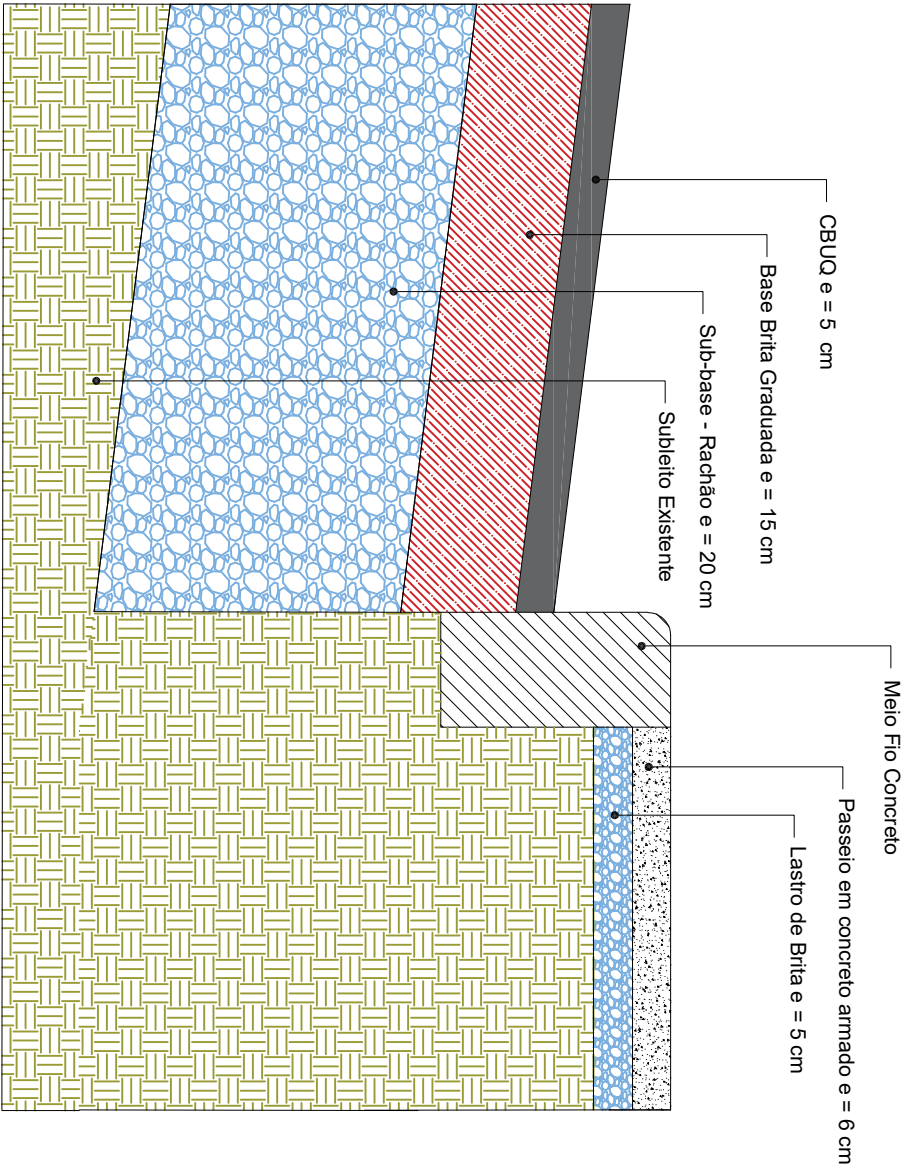 Meio Fio Concreto
Passeio em concreto armado e = 6 cm
Lastro de Brita e = 5 cm
CBUQ e = 5 cm
Base Brita Graduada e = 15 cm
Sub-base - Rachão e = 20 cm
Subleito Existente